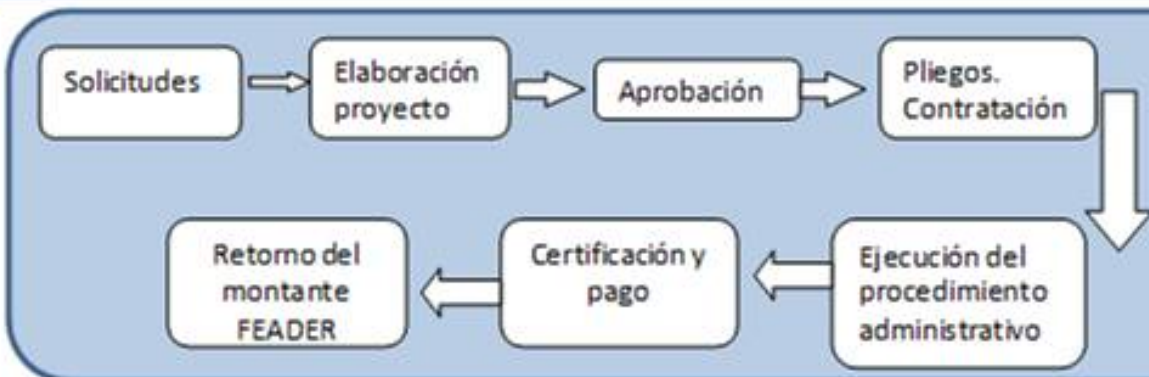 Solicitudes
Elaboración
proyecto
Aprobación
Pliegos.
Contratación
Ejecución del
procedimiento
administrativo
Certificación y
pago
Retorno del
montante
FEADER